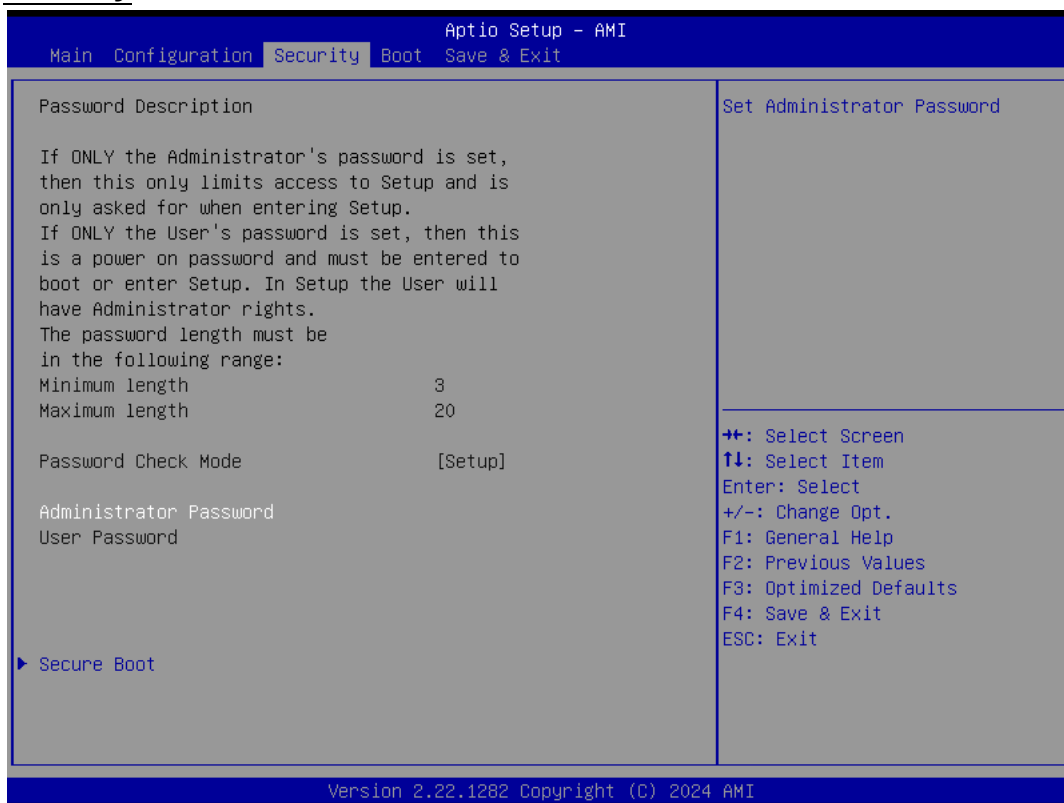 Aptio Setup – AMI
Main Configuration Security Boot Save & Exit
Password Description
If ONLY the Administrator's password is set,
then this only limits access to Setup and is
only asked for when entering Setup.
If ONLY the User's password is set, then this
is a power on password and must be entered to
boot or enter Setup. In Setup the User will
have Administrator rights.
The password length must be
in the following range:
Minimum length 3
Maximum length 20
Password Check Mode [Setup]
Administrator Password
User Password
▶ Secure Boot
Set Administrator Password
→←: Select Screen
↑↓: Select Item
Enter: Select
+/-: Change Opt.
F1: General Help
F2: Previous Values
F3: Optimized Defaults
F4: Save & Exit
ESC: Exit
Version 2.22.1282 Copyright (C) 2024 AMI